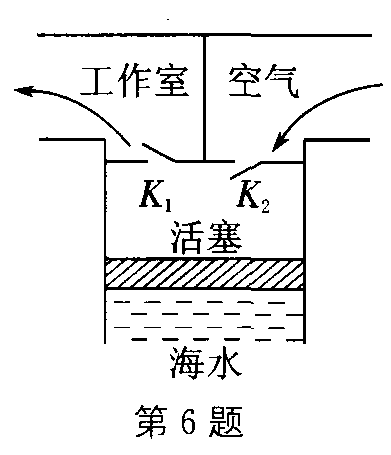 工作室 空气
K₁ K₂
活塞
海水
第6题